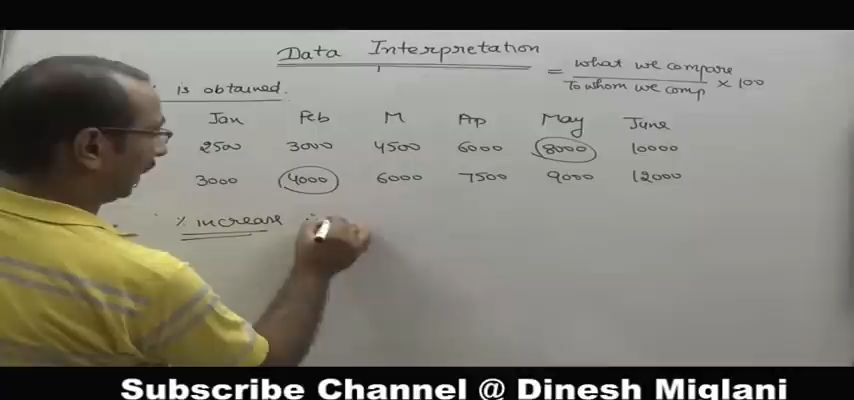 Data Interpretation
= what we compare
To whom we comp × 100
is obtained.
Jan Feb M Ap May June
2500 3000 4500 6000 8000 10000
3000 4000 6000 7500 9000 12000
% increase
Subscribe Channel @ Dinesh Miglani